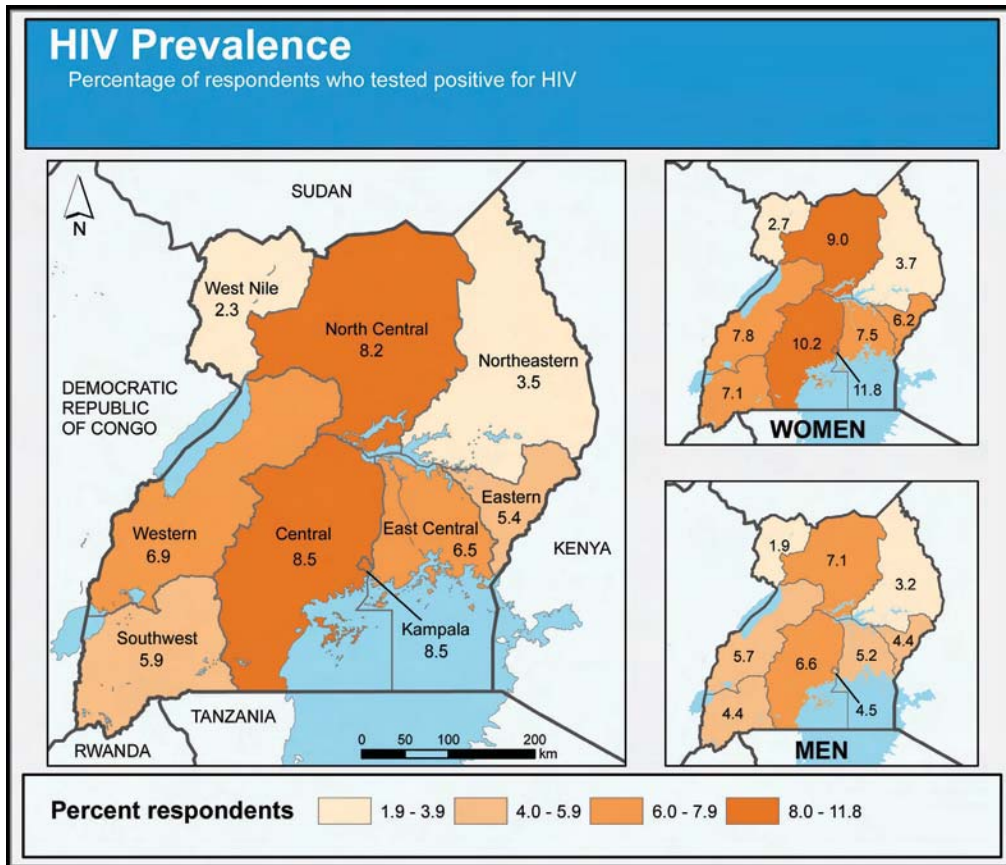 HIV Prevalence
Percentage of respondents who tested positive for HIV
N
SUDAN
West Nile
2.3
North Central
8.2
Northeastern
3.5
DEMOCRATIC
REPUBLIC
OF CONGO
Western
6.9
Central
8.5
East Central
6.5
Eastern
5.4
KENYA
Southwest
5.9
Kampala
8.5
TANZANIA
RWANDA
0 50 100 200
km
2.7
9.0
3.7
7.8
10.2
7.5
6.2
7.1
11.8
WOMEN
1.9
7.1
3.2
5.7
6.6
5.2
4.4
4.4
4.5
MEN
Percent respondents 1.9 - 3.9 4.0 - 5.9 6.0 - 7.9 8.0 - 11.8